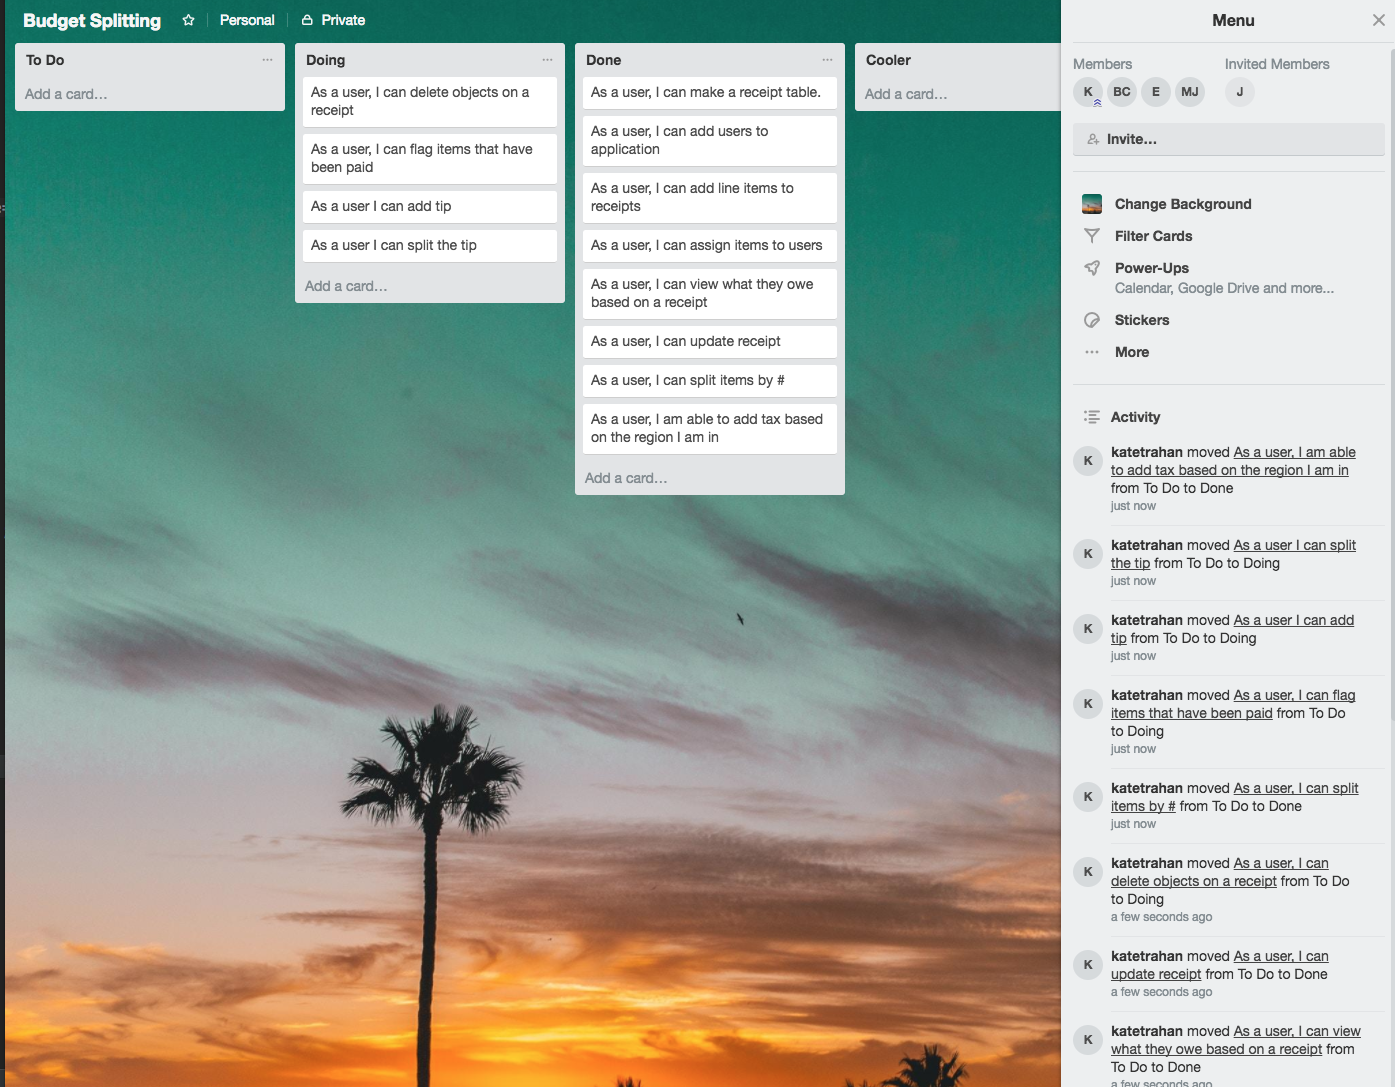 Budget Splitting
Personal
Private
To Do
Add a card…
Doing
As a user, I can delete objects on a
receipt
As a user, I can flag items that have
been paid
As a user I can add tip
As a user I can split the tip
Add a card…
Done
As a user, I can make a receipt table.
As a user, I can add users to
application
As a user, I can add line items to
receipts
As a user, I can assign items to users
As a user, I can view what they owe
based on a receipt
As a user, I can update receipt
As a user, I can split items by #
As a user, I am able to add tax based
on the region I am in
Add a card…
Cooler
Add a card…
Menu
Members
Invited Members
K
BC
E
MJ
J
Invite…
Change Background
Filter Cards
Power-Ups
Calendar, Google Drive and more...
Stickers
More
Activity
K
katetrahan moved As a user, I am able
to add tax based on the region I am in
from To Do to Done
just now
K
katetrahan moved As a user I can split
the tip from To Do to Doing
just now
K
katetrahan moved As a user I can add
tip from To Do to Doing
just now
K
katetrahan moved As a user, I can flag
items that have been paid from To Do
to Doing
just now
K
katetrahan moved As a user, I can split
items by # from To Do to Done
just now
K
katetrahan moved As a user, I can
delete objects on a receipt from To Do
to Doing
a few seconds ago
K
katetrahan moved As a user, I can
update receipt from To Do to Done
a few seconds ago
K
katetrahan moved As a user, I can view
what they owe based on a receipt from
To Do to Done
a few seconds ago